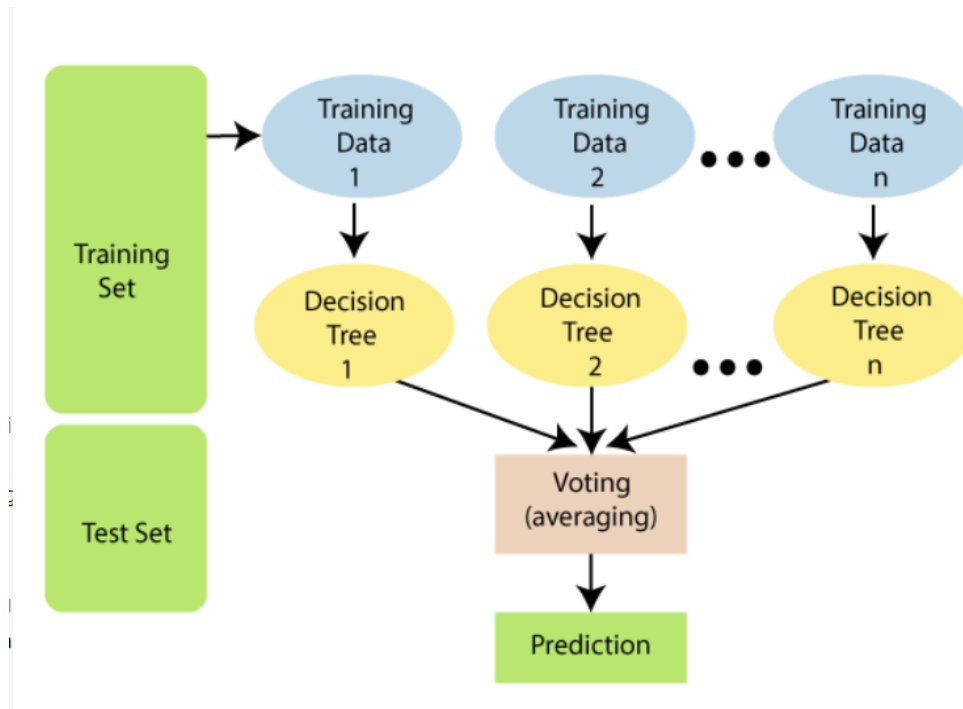 Training
Set
Test Set
Training
Data
1
Training
Data
2
Training
Data
n
Decision
Tree
1
Decision
Tree
2
Decision
Tree
n
Voting
(averaging)
Prediction